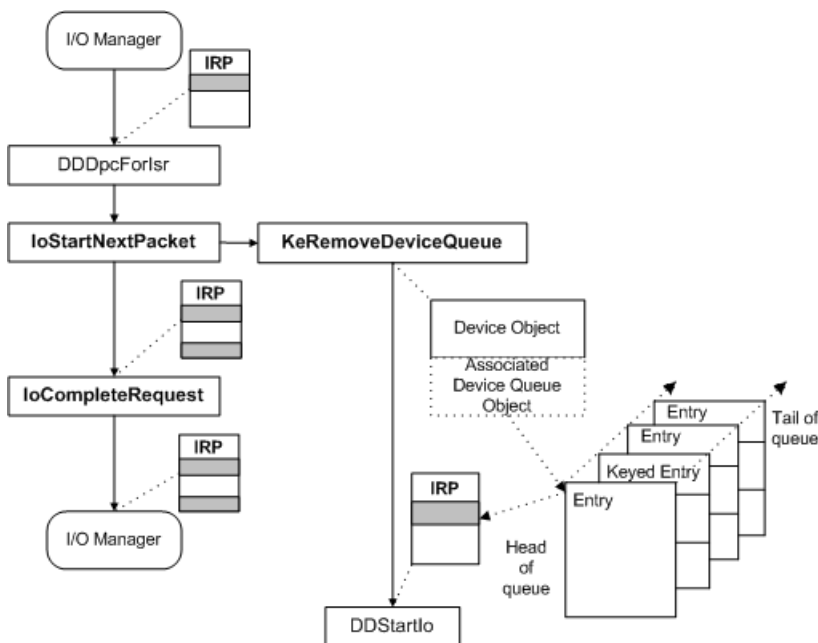 I/O Manager
IRP
DDDpcForIsr
IoStartNextPacket
KeRemoveDeviceQueue
IRP
Device Object
Associated
Device Queue
Object
IoCompleteRequest
Entry
Tail of
queue
Entry
Keyed Entry
Entry
IRP
IRP
I/O Manager
Head
of
queue
DDStartIo